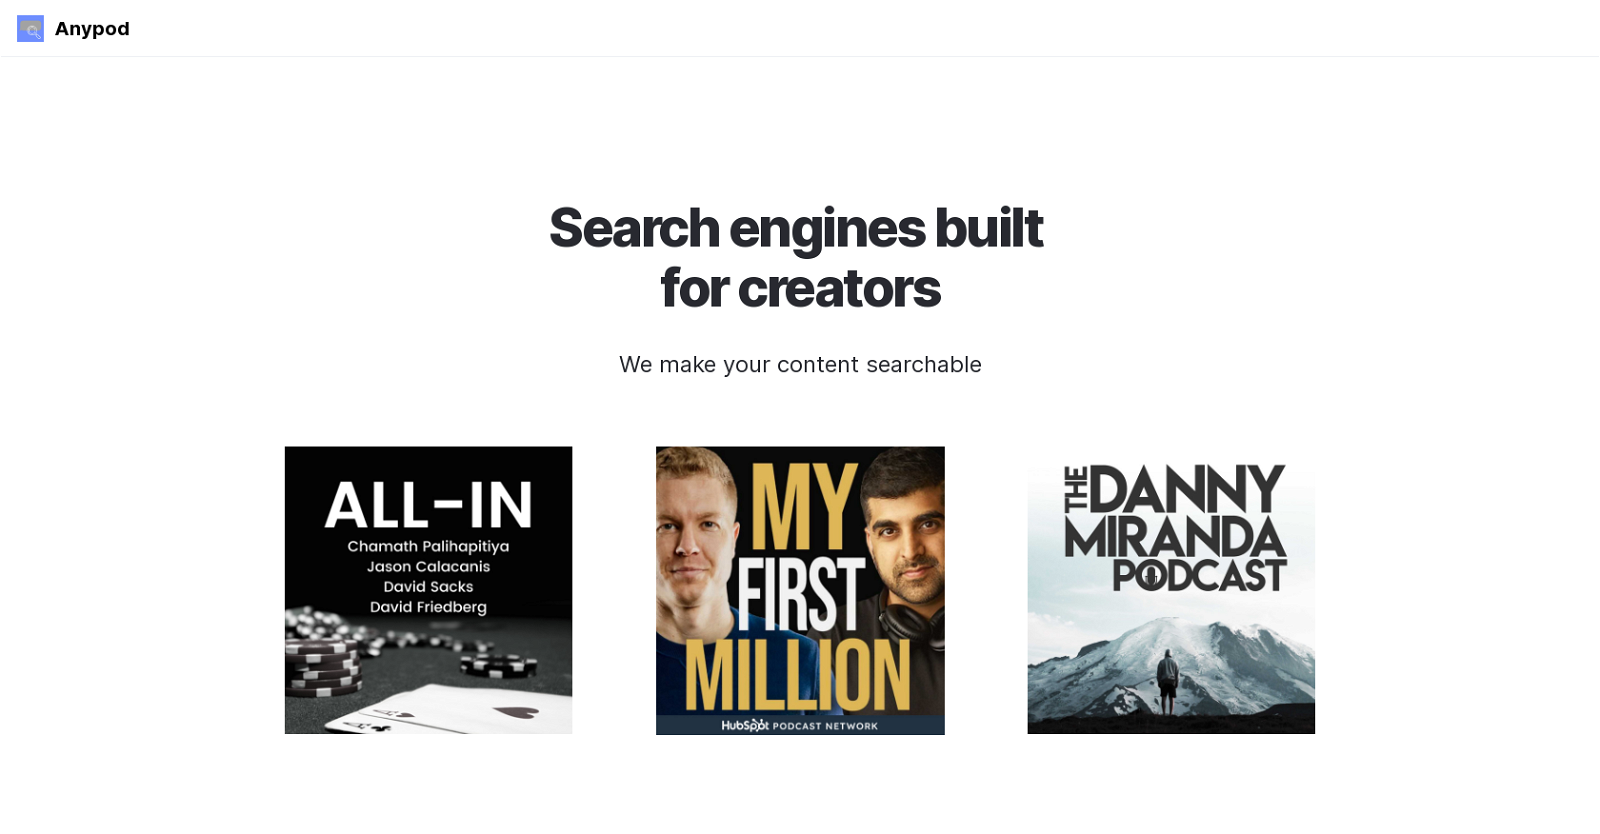 Anypod
Search engines built
for creators
We make your content searchable
ALL-IN
Chamath Palihapitiya
Jason Calacanis
David Sacks
David Friedberg
MY
FIRST
MILLION
HubSpot PODCAST NETWORK
THE DANNY
MIRANDA
PODCAST